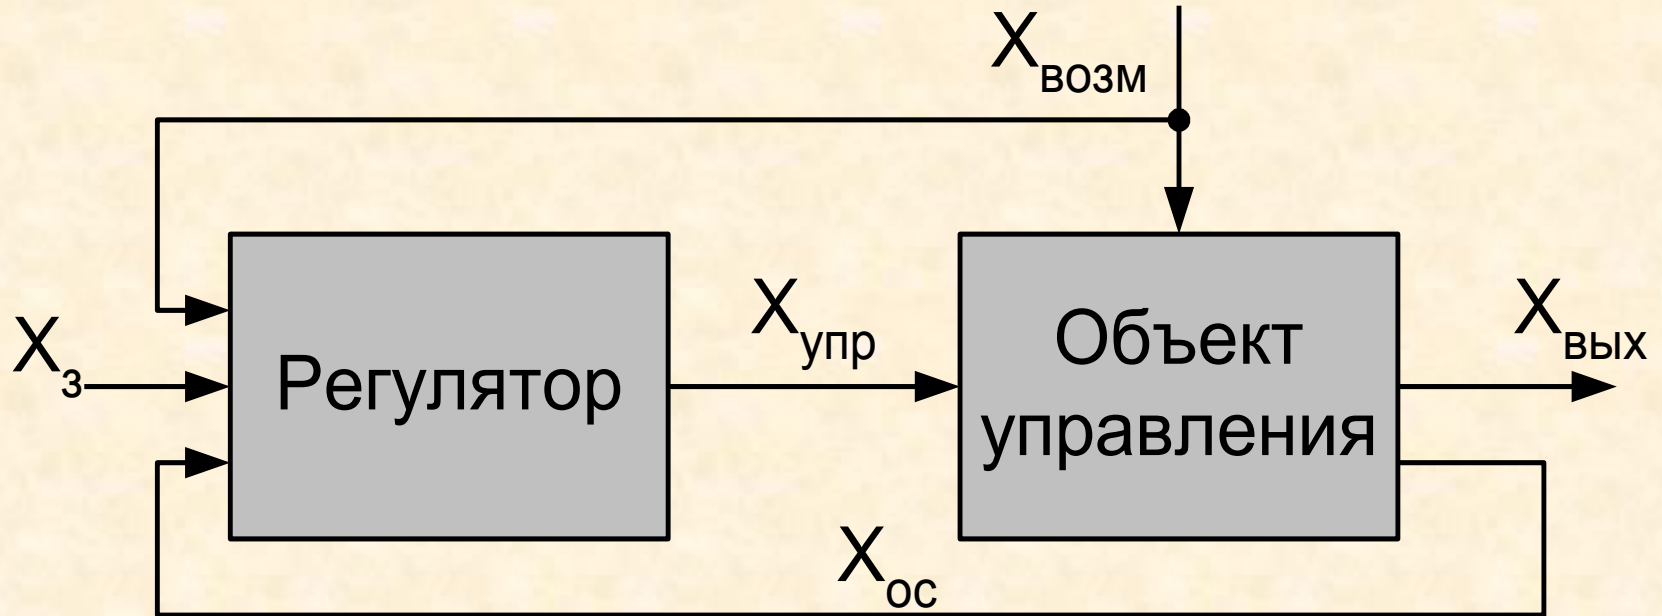 Xвозм
Xз
Регулятор
Xупр
Объект
управления
Xвых
Xос